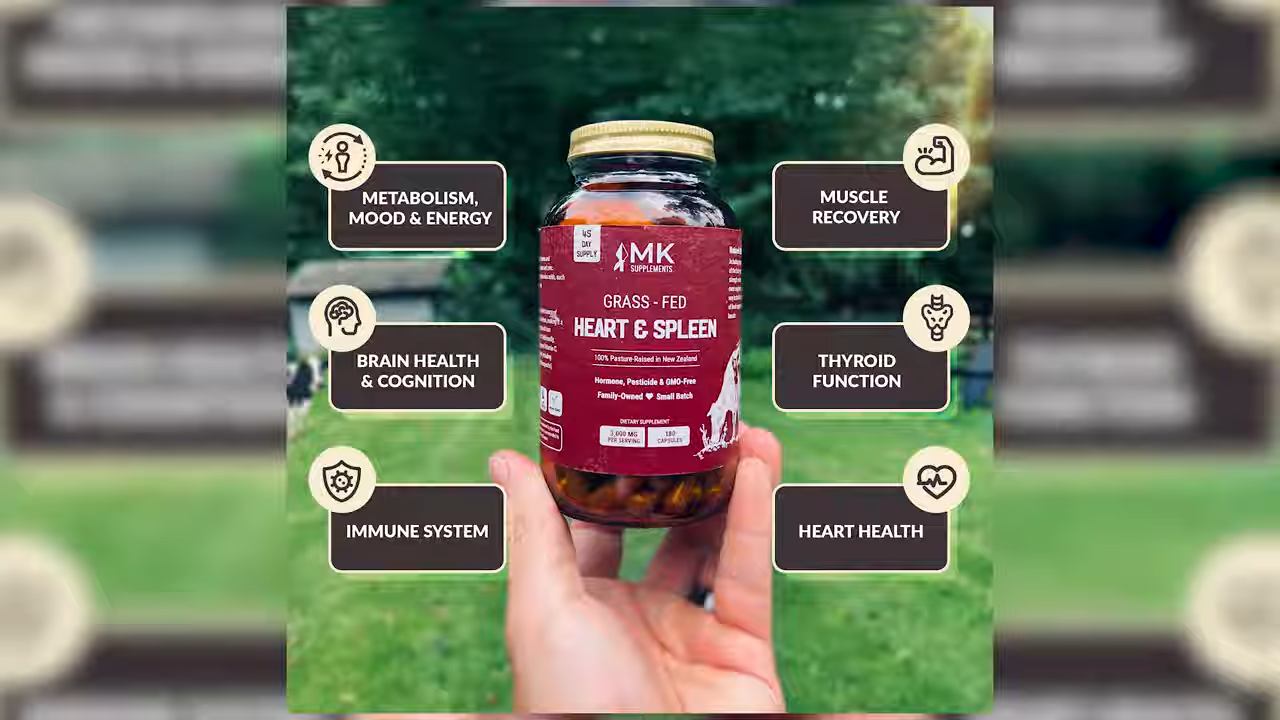 METABOLISM,
MOOD & ENERGY
BRAIN HEALTH
& COGNITION
IMMUNE SYSTEM
45
DAY
SUPPLY
MK
SUPPLEMENTS
GRASS - FED
HEART & SPLEEN
100% Pasture-Raised in New Zealand
Hormone, Pesticide & GMO-Free
Family-Owned Small Batch
DIETARY SUPPLEMENT
3,000 MG
PER SERVING
180
CAPSULES
MUSCLE
RECOVERY
THYROID
FUNCTION
HEART HEALTH